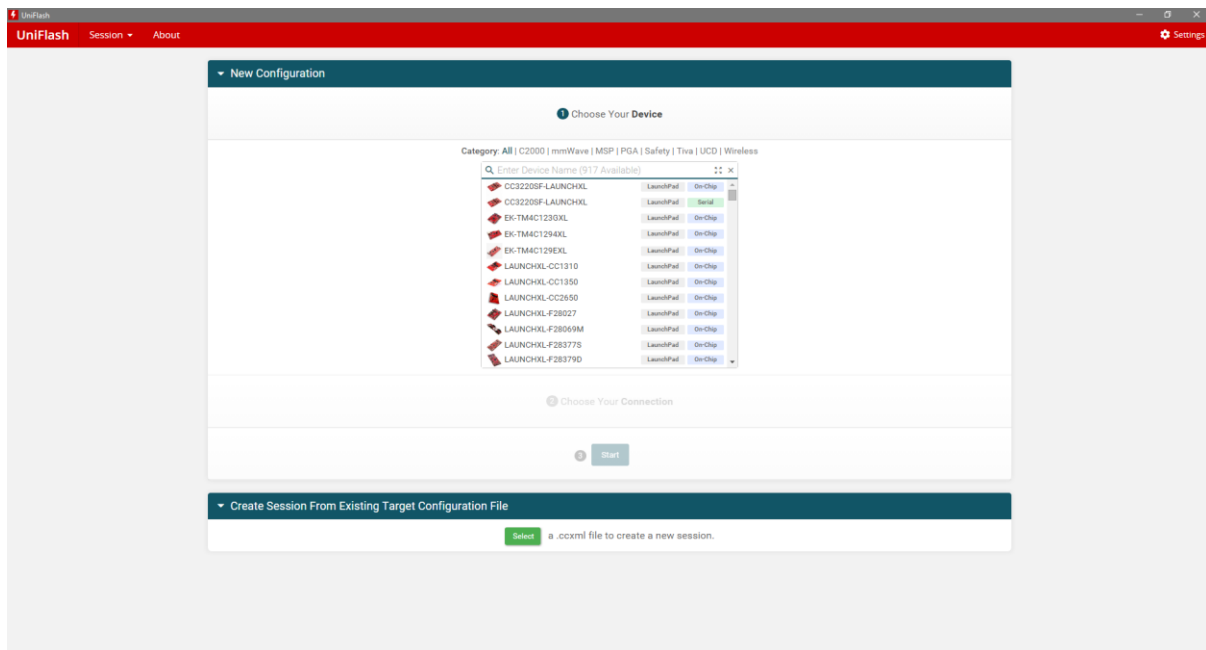 UniFlash
UniFlash Session About Settings
New Configuration
1 Choose Your Device
Category: All | C2000 | mmWave | MSP | PGA | Safety | Tiva | UCD | Wireless
Enter Device Name (917 Available)
CC3220SF-LAUNCHXL LaunchPad On-Chip
CC3220SF-LAUNCHXL LaunchPad Serial
EK-TM4C123GXL LaunchPad On-Chip
EK-TM4C1294XL LaunchPad On-Chip
EK-TM4C129EXL LaunchPad On-Chip
LAUNCHXL-CC1310 LaunchPad On-Chip
LAUNCHXL-CC1350 LaunchPad On-Chip
LAUNCHXL-CC2650 LaunchPad On-Chip
LAUNCHXL-F28027 LaunchPad On-Chip
LAUNCHXL-F28069M LaunchPad On-Chip
LAUNCHXL-F28377S LaunchPad On-Chip
LAUNCHXL-F28379D LaunchPad On-Chip
2 Choose Your Connection
3 Start
Create Session From Existing Target Configuration File
Select a .ccxml file to create a new session.